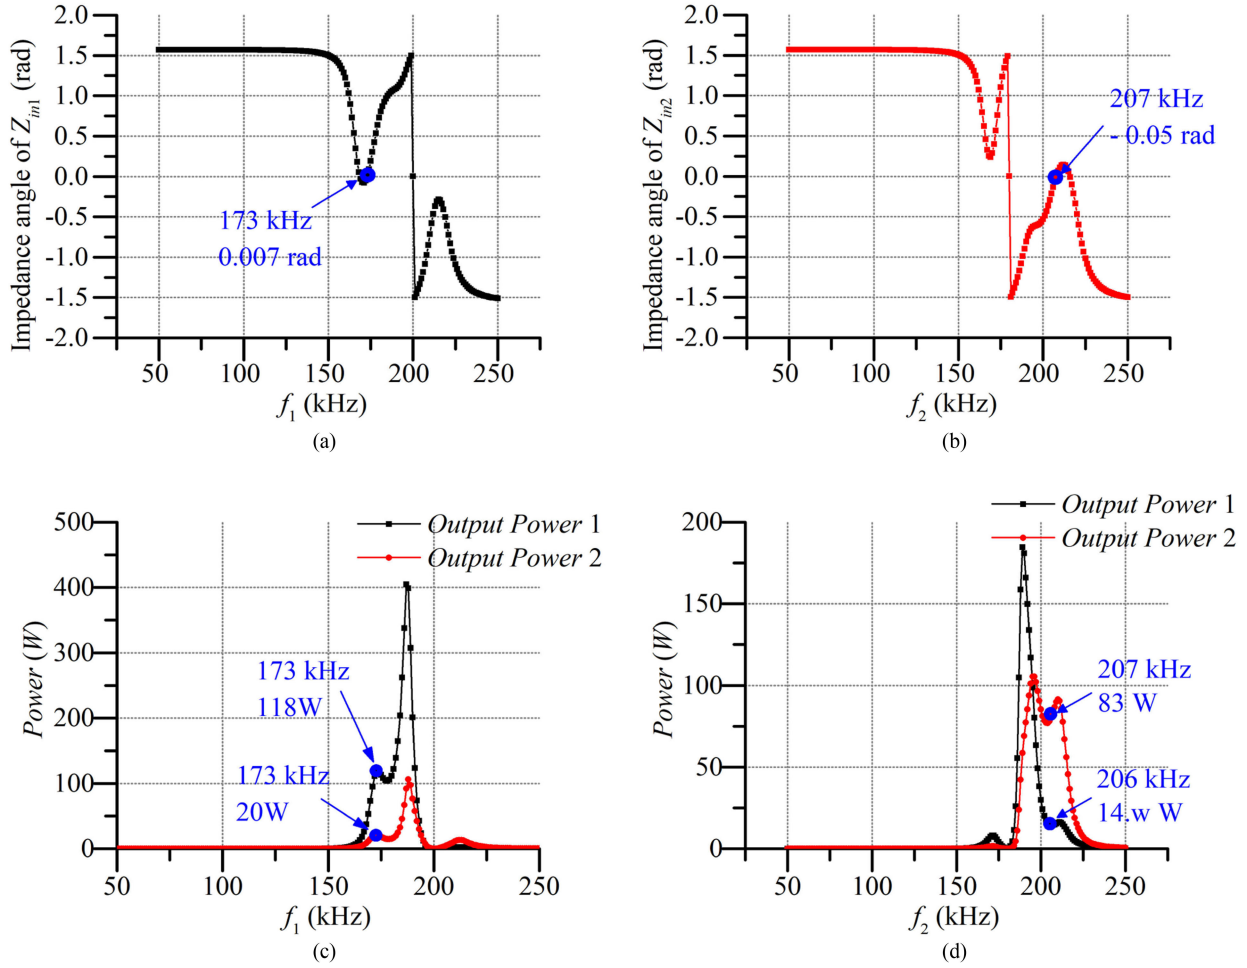 2.0
1.5
1.0
0.5
0.0
-0.5
-1.0
-1.5
-2.0
Impedance angle of Zin1 (rad)
173 kHz
0.007 rad
50 100 150 200 250
f1 (kHz)
(a)
2.0
1.5
1.0
0.5
0.0
-0.5
-1.0
-1.5
-2.0
Impedance angle of Zin2 (rad)
207 kHz
- 0.05 rad
50 100 150 200 250
f2 (kHz)
(b)
500
400
300
200
100
0
Power (W)
Output Power 1
Output Power 2
173 kHz
118W
173 kHz
20W
50 100 150 200 250
f1 (kHz)
(c)
200
150
100
50
0
Power (W)
Output Power 1
Output Power 2
207 kHz
83 W
206 kHz
14.w W
50 100 150 200 250
f2 (kHz)
(d)